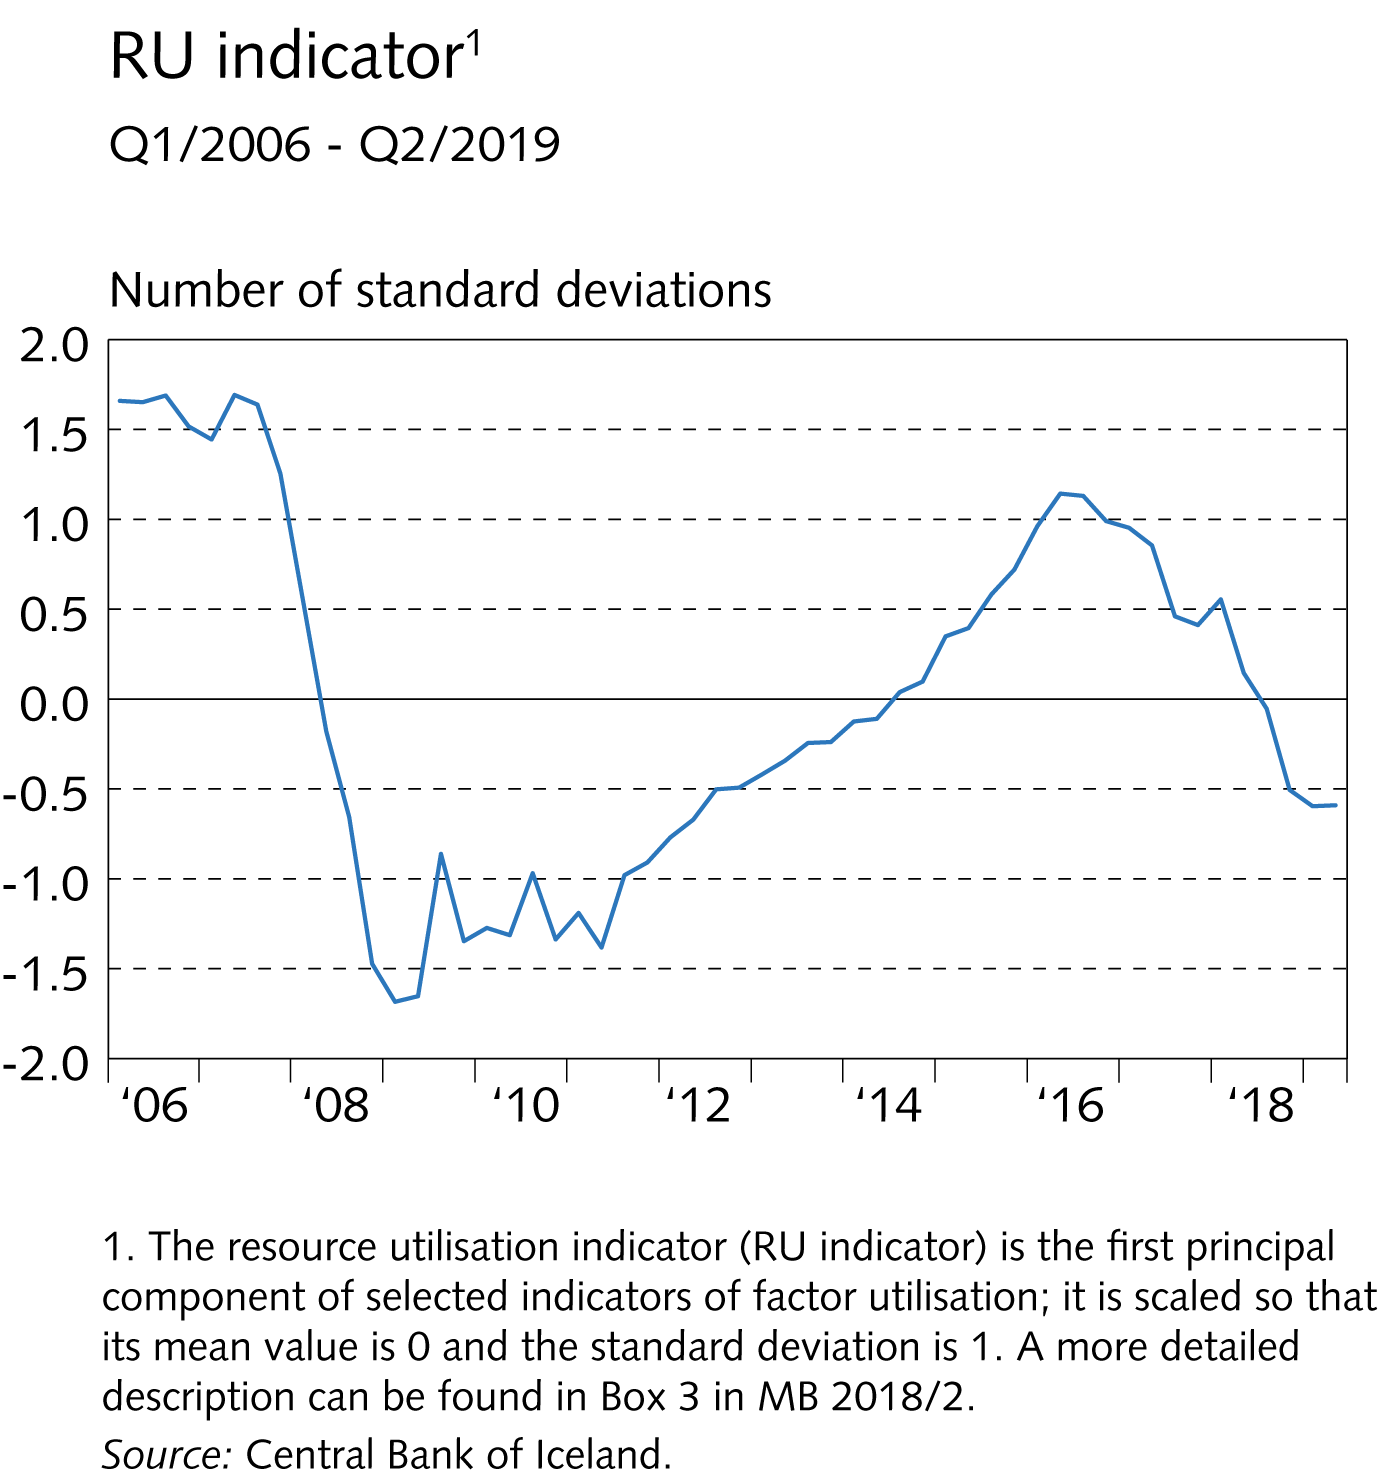 RU indicator¹
Q1/2006 - Q2/2019
Number of standard deviations
2.0
1.5
1.0
0.5
0.0
-0.5
-1.0
-1.5
-2.0
‘06 ‘08 ‘10 ‘12 ‘14 ‘16 ‘18
1. The resource utilisation indicator (RU indicator) is the first principal
component of selected indicators of factor utilisation; it is scaled so that
its mean value is 0 and the standard deviation is 1. A more detailed
description can be found in Box 3 in MB 2018/2.
Source: Central Bank of Iceland.